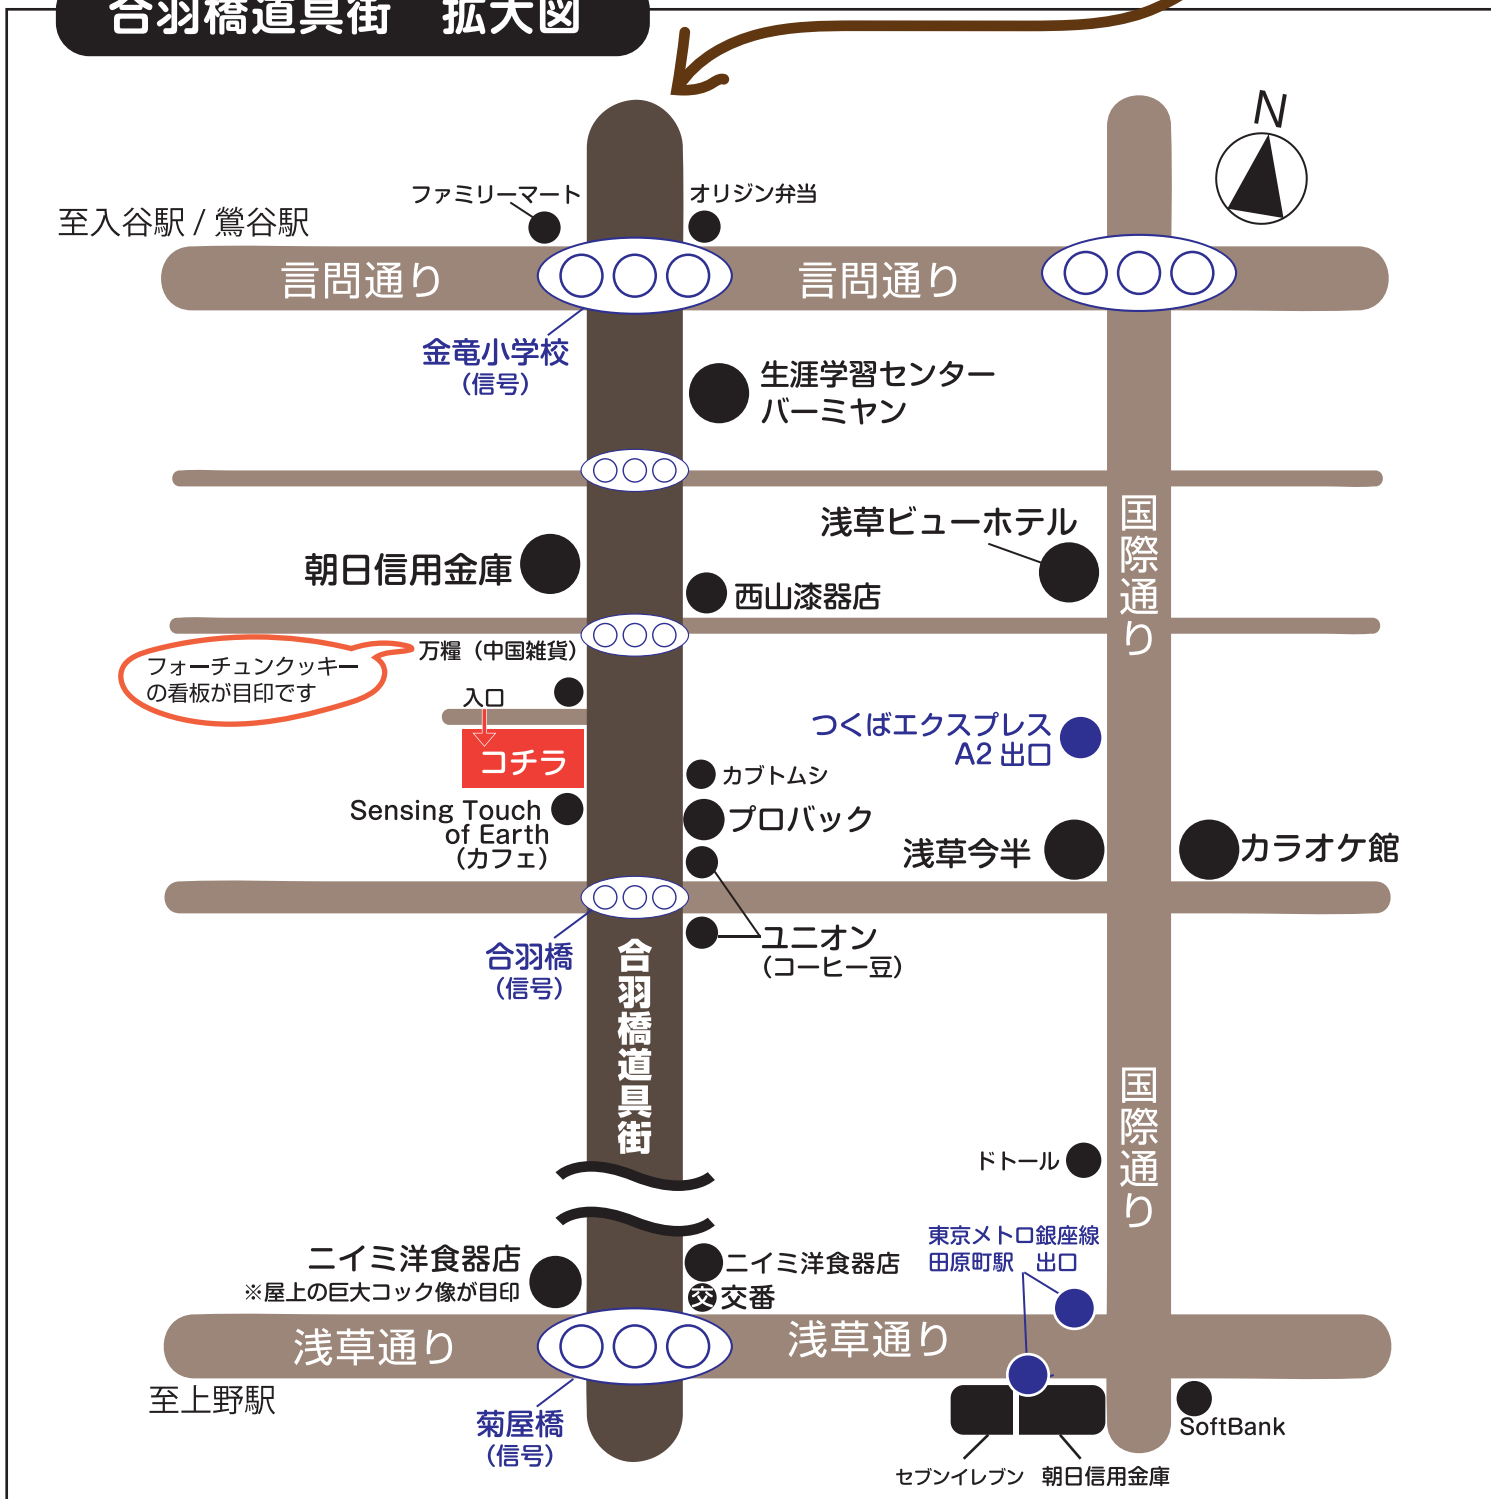 合羽橋道具街　拡大図
N
ファミリーマート
オリジン弁当
至入谷駅 / 鶯谷駅
言問通り
言問通り
金竜小学校
（信号）
生涯学習センター
バーミヤン
国際通り
浅草ビューホテル
朝日信用金庫
西山漆器店
万糧（中国雑貨）
フォーチュンクッキー
の看板が目印です
入口
コチラ
つくばエクスプレス
A2 出口
カブトムシ
Sensing Touch
of Earth
（カフェ）
プロパック
浅草今半
カラオケ館
合羽橋
（信号）
ユニオン
（コーヒー豆）
合羽橋道具街
国際通り
ドトール
東京メトロ銀座線
田原町駅　出口
ニイミ洋食器店
※屋上の巨大コック像が目印
ニイミ洋食器店
交 交番
浅草通り
浅草通り
至上野駅
菊屋橋
（信号）
SoftBank
セブンイレブン
朝日信用金庫